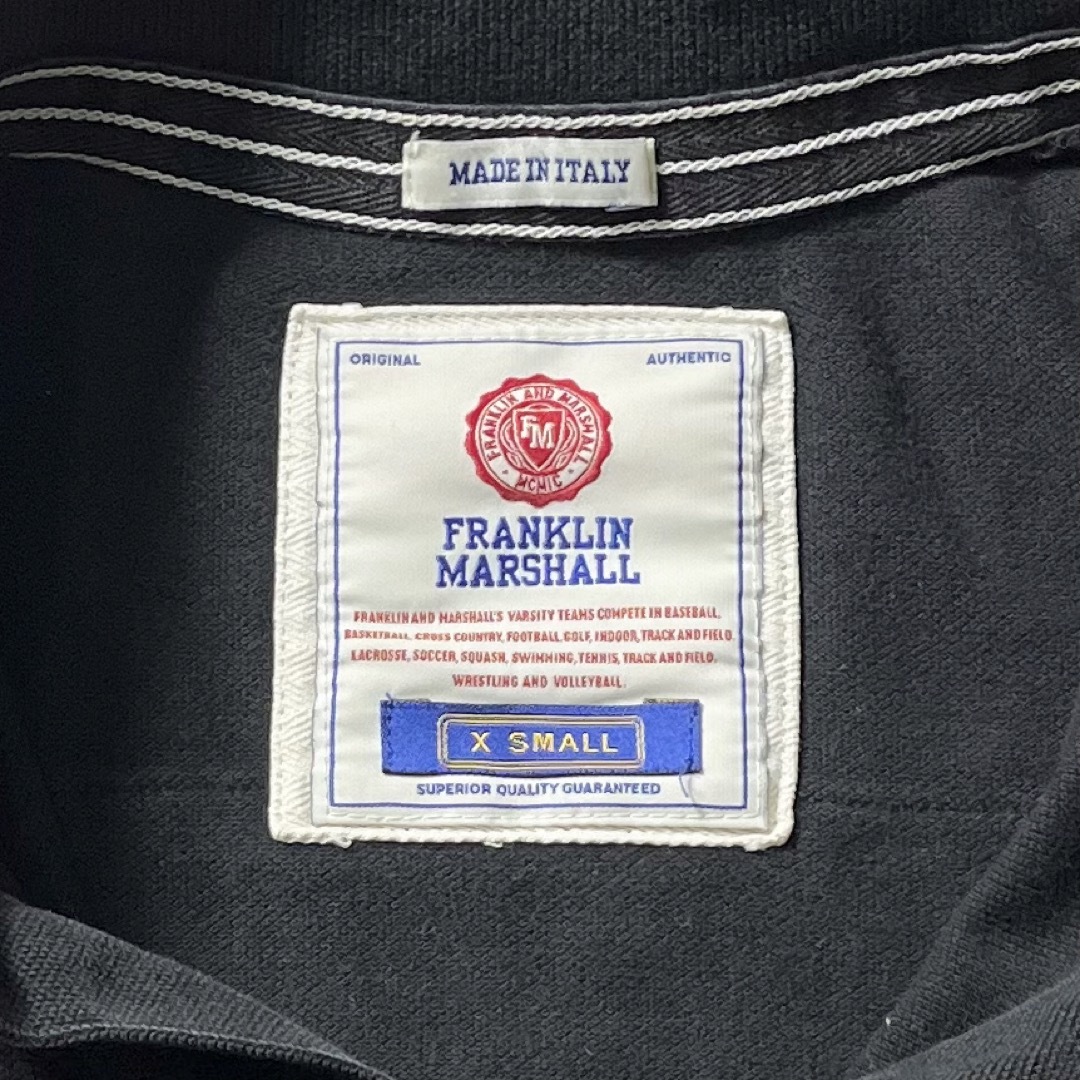 MADE IN ITALY
ORIGINAL AUTHENTIC
FRANKLIN AND MARSHALL
FM
MCMIC
FRANKLIN
MARSHALL
FRANKLIN AND MARSHALL'S VARSITY TEAMS COMPETE IN BASEBALL,
BASKETBALL, CROSS COUNTRY, FOOTBALL, GOLF, INDOOR, TRACK AND FIELD,
LACROSSE, SOCCER, SQUASH, SWIMMING, TENNIS, TRACK AND FIELD,
WRESTLING AND VOLLEYBALL.
X SMALL
SUPERIOR QUALITY GUARANTEED